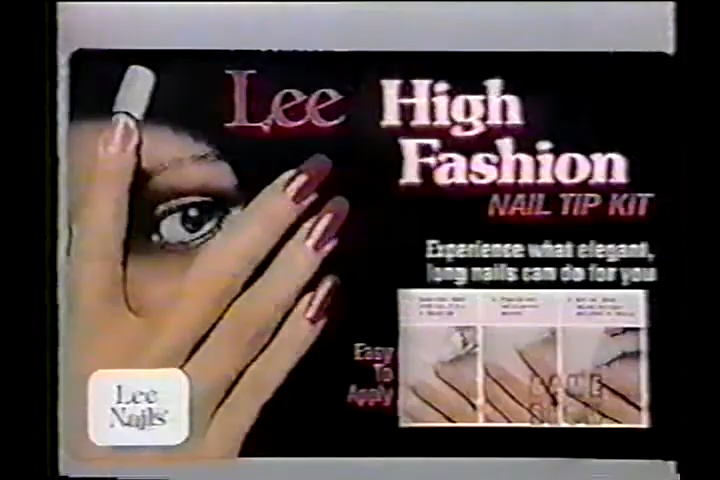 Lee High
Fashion
NAIL TIP KIT
Experience what elegant,
long nails can do for you
Easy
To
Apply
Lee
Nails